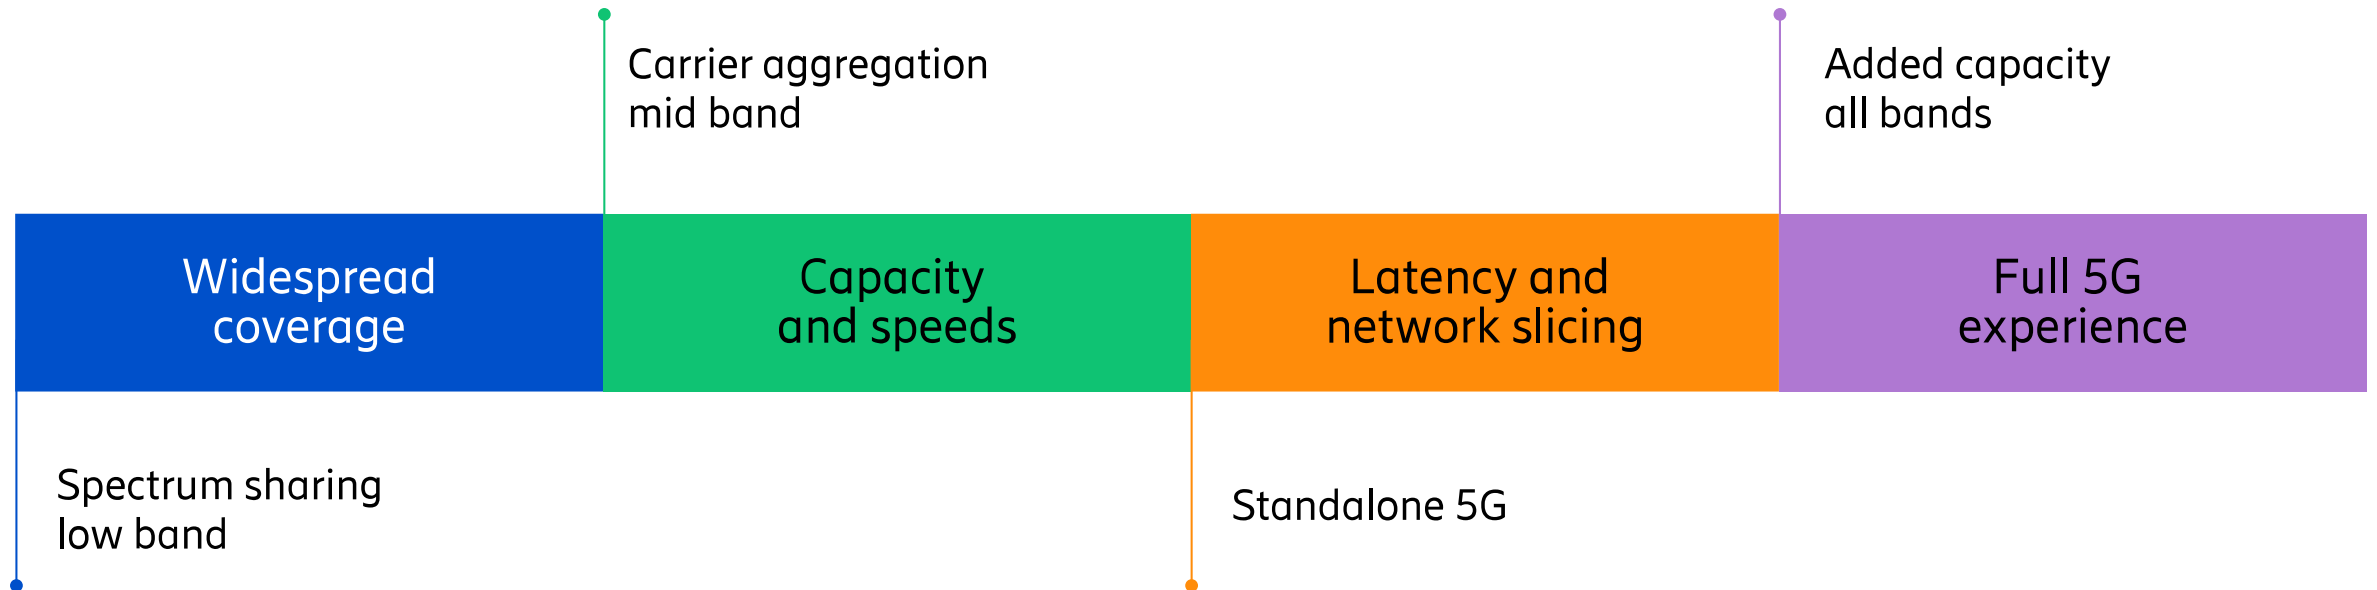 Carrier aggregation
mid band
Added capacity
all bands
Widespread
coverage
Capacity
and speeds
Latency and
network slicing
Full 5G
experience
Spectrum sharing
low band
Standalone 5G